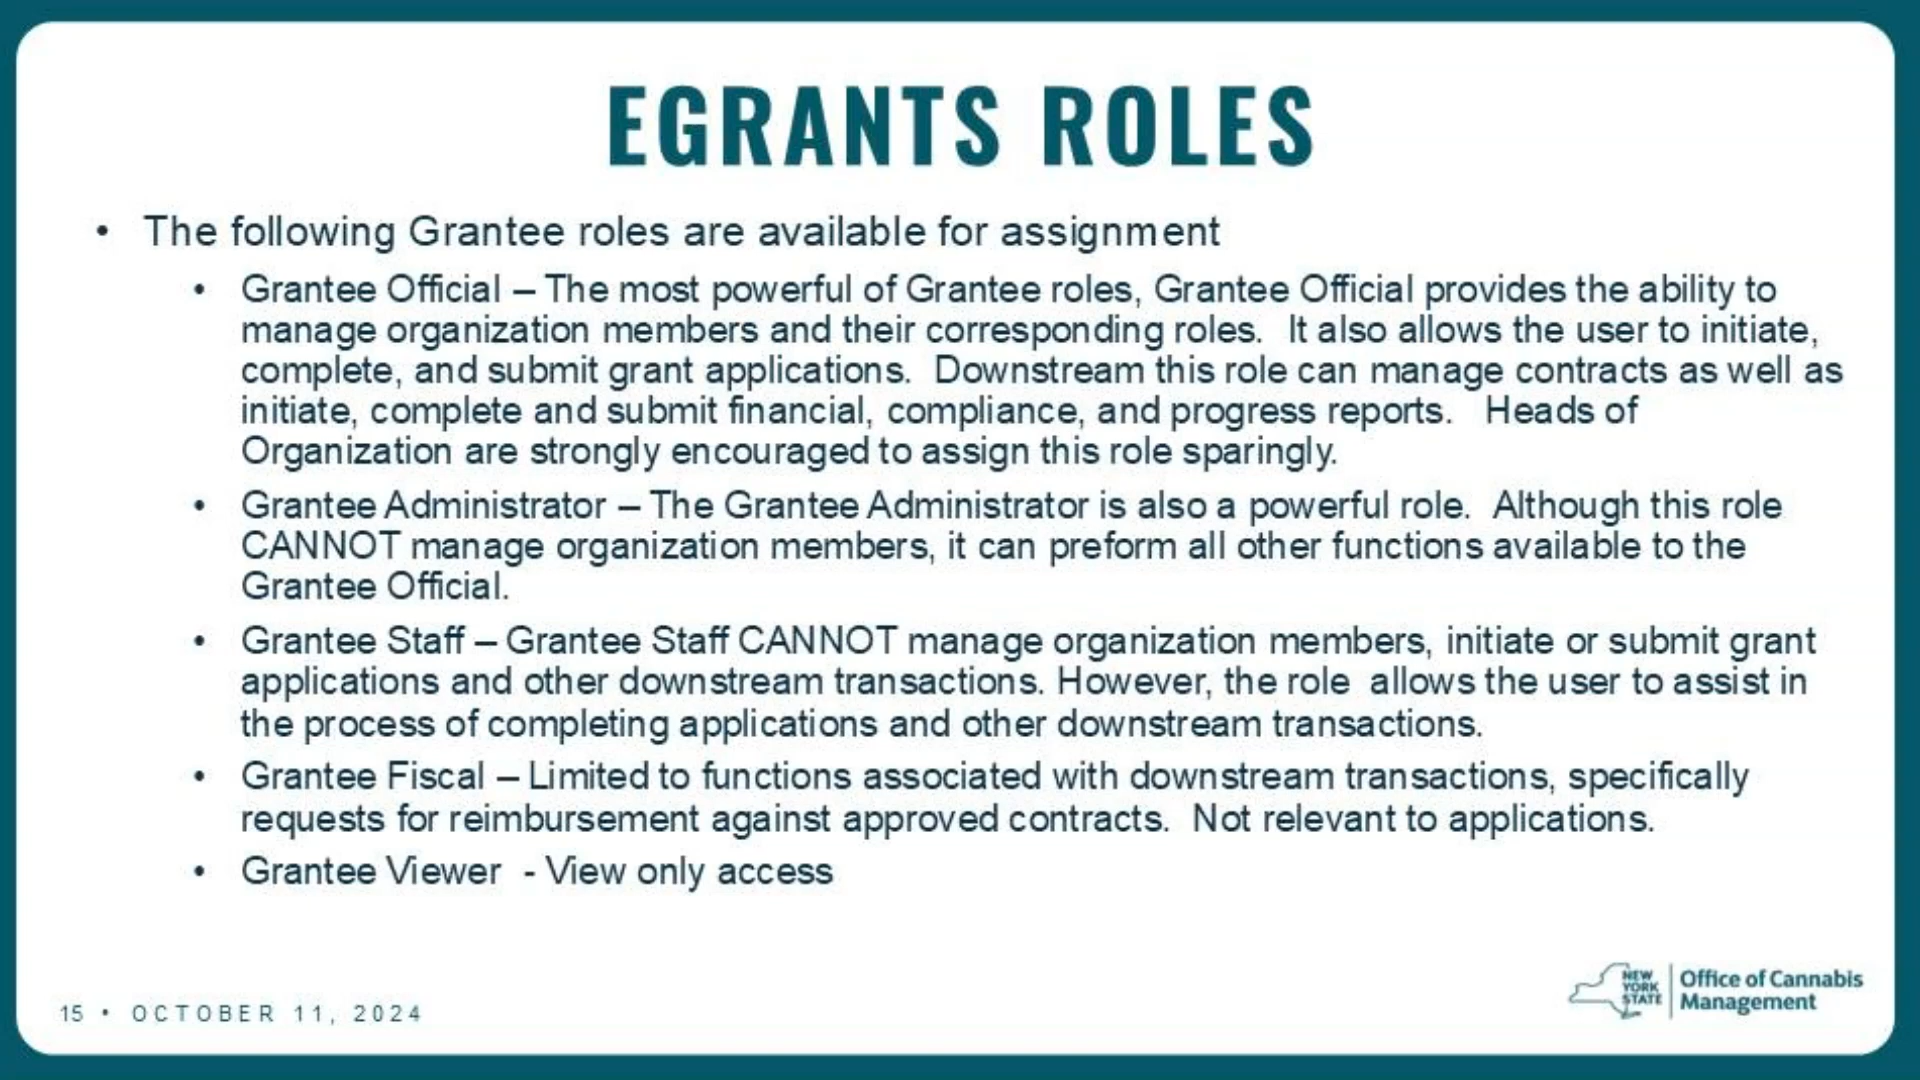 EGRANTS ROLES
• The following Grantee roles are available for assignment
• Grantee Official – The most powerful of Grantee roles, Grantee Official provides the ability to
manage organization members and their corresponding roles. It also allows the user to initiate,
complete, and submit grant applications. Downstream this role can manage contracts as well as
initiate, complete and submit financial, compliance, and progress reports. Heads of
Organization are strongly encouraged to assign this role sparingly.
• Grantee Administrator – The Grantee Administrator is also a powerful role. Although this role
CANNOT manage organization members, it can preform all other functions available to the
Grantee Official.
• Grantee Staff – Grantee Staff CANNOT manage organization members, initiate or submit grant
applications and other downstream transactions. However, the role allows the user to assist in
the process of completing applications and other downstream transactions.
• Grantee Fiscal – Limited to functions associated with downstream transactions, specifically
requests for reimbursement against approved contracts. Not relevant to applications.
• Grantee Viewer - View only access
15 • OCTOBER 11, 2024
NEW
YORK
STATE
Office of Cannabis
Management